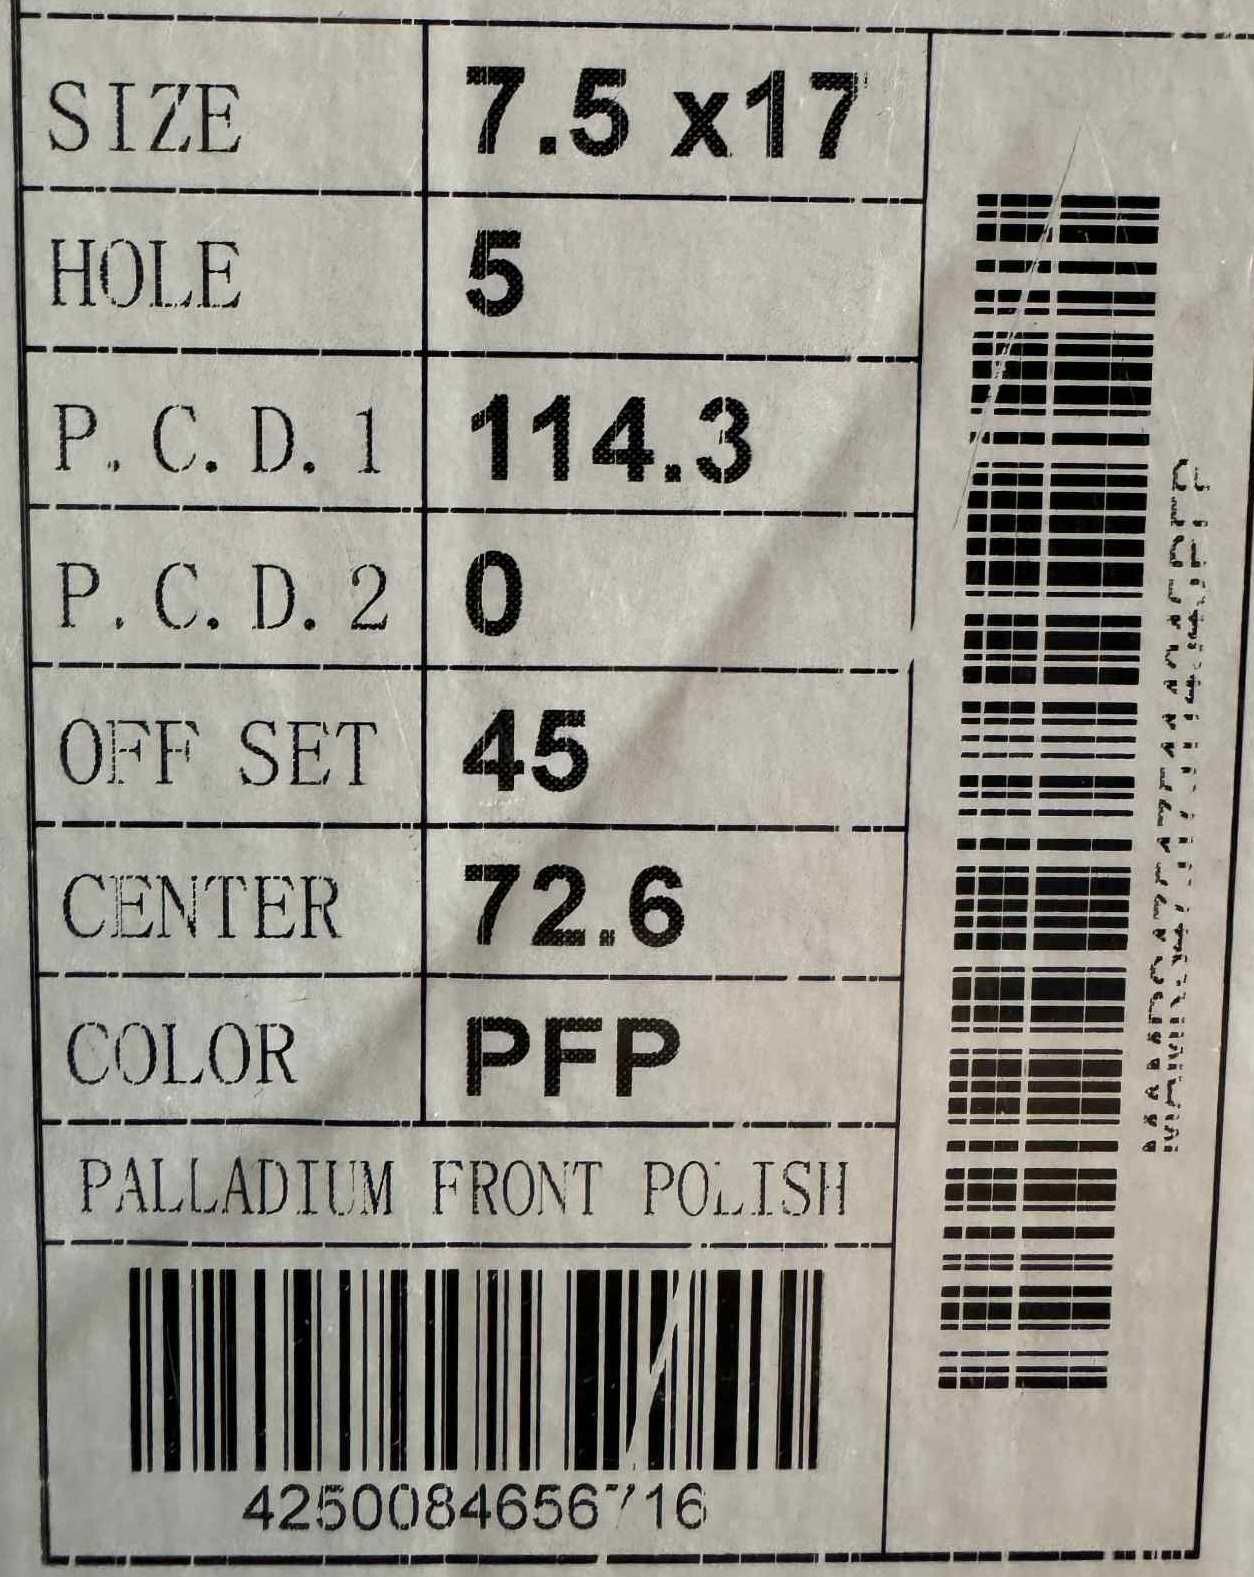 SIZE 7.5 x17
HOLE 5
P.C.D.1 114.3
P.C.D.2 0
OFF SET 45
CENTER 72.6
COLOR PFP
PALLADIUM FRONT POLISH
4250084656716